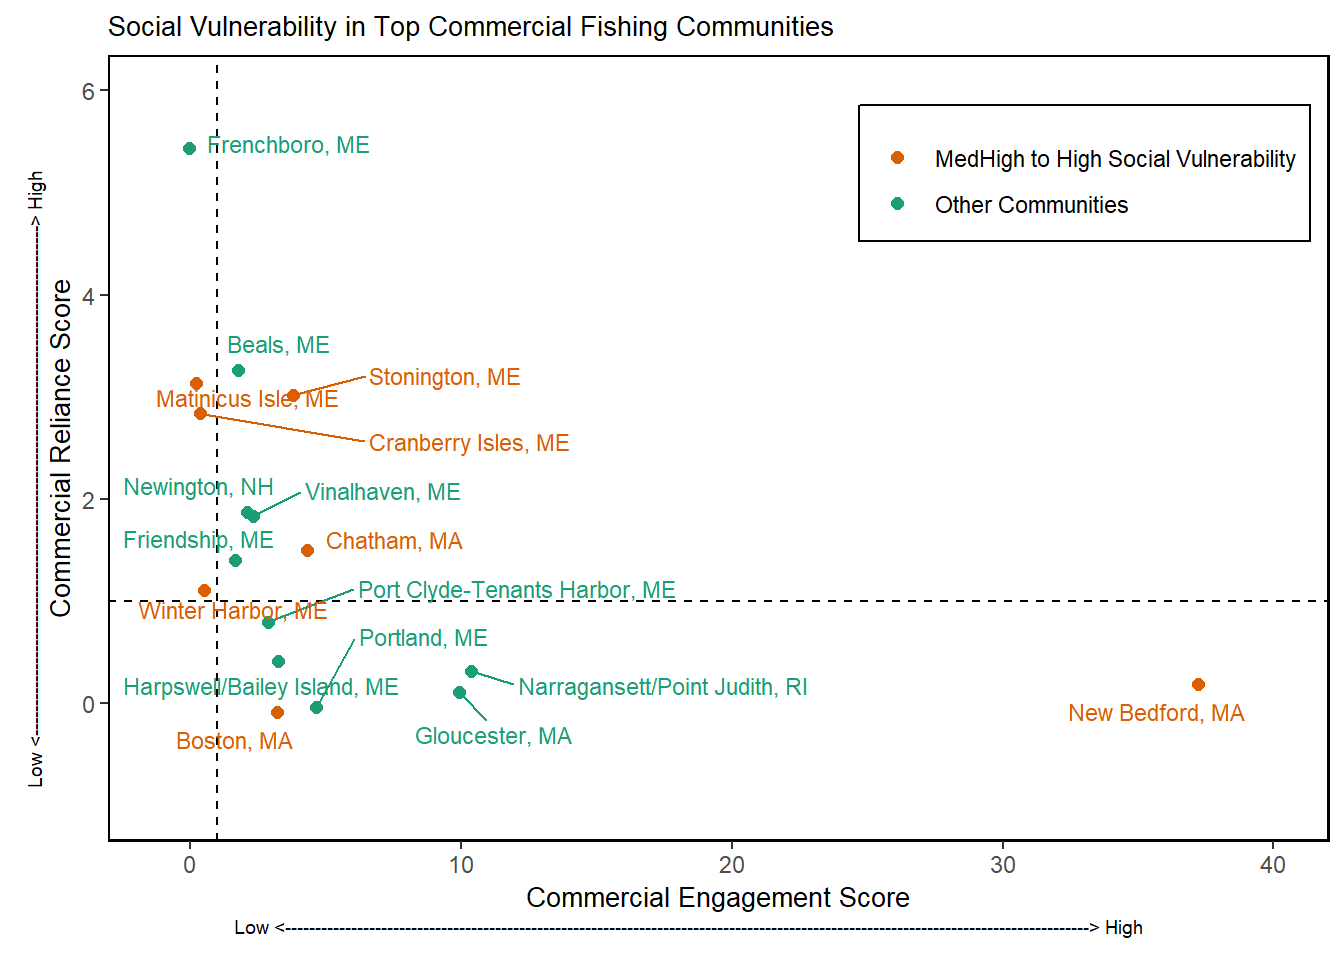 Social Vulnerability in Top Commercial Fishing Communities
6
Frenchboro, ME
MedHigh to High Social Vulnerability
Other Communities
4
Beals, ME
Stonington, ME
Matinicus Isle, ME
Cranberry Isles, ME
Newington, NH
Vinalhaven, ME
2
Friendship, ME
Chatham, MA
Port Clyde-Tenants Harbor, ME
Winter Harbor, ME
Portland, ME
Harpswell/Bailey Island, ME
Narragansett/Point Judith, RI
0
New Bedford, MA
Gloucester, MA
Boston, MA
Commercial Reliance Score
Low <--------------------------------------------------------------------------> High
0
10
20
30
40
Commercial Engagement Score
Low <--------------------------------------------------------------------------------------------------------------------------------------> High